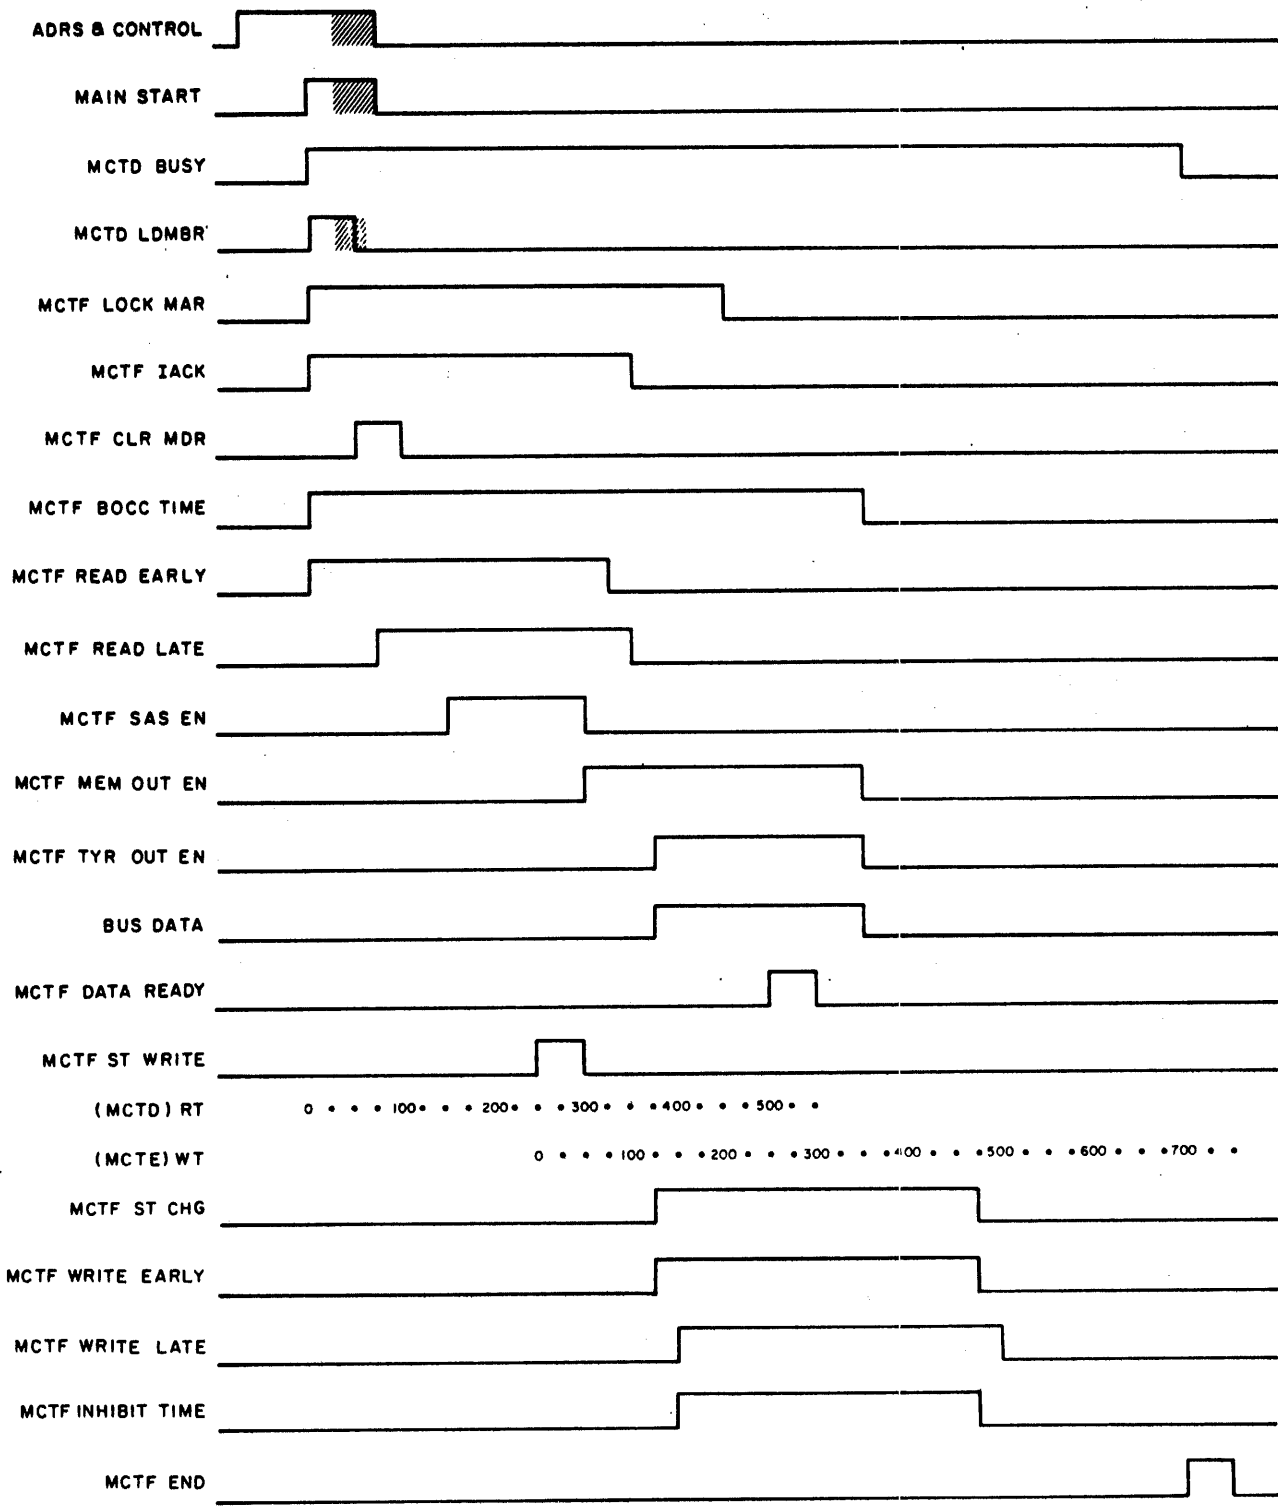 ADRS & CONTROL
MAIN START
MCTD BUSY
MCTD LDMBR'
MCTF LOCK MAR
MCTF IACK
MCTF CLR MDR
MCTF BOCC TIME
MCTF READ EARLY
MCTF READ LATE
MCTF SAS EN
MCTF MEM OUT EN
MCTF TYR OUT EN
BUS DATA
MCTF DATA READY
MCTF ST WRITE
(MCTD) RT 0 • • • 100 • • • 200 • • • 300 • • • 400 • • • 500 • •
(MCTE) WT 0 • • • 100 • • • 200 • • • 300 • • • 400 • • • 500 • • • 600 • • • 700 • •
MCTF ST CHG
MCTF WRITE EARLY
MCTF WRITE LATE
MCTF INHIBIT TIME
MCTF END